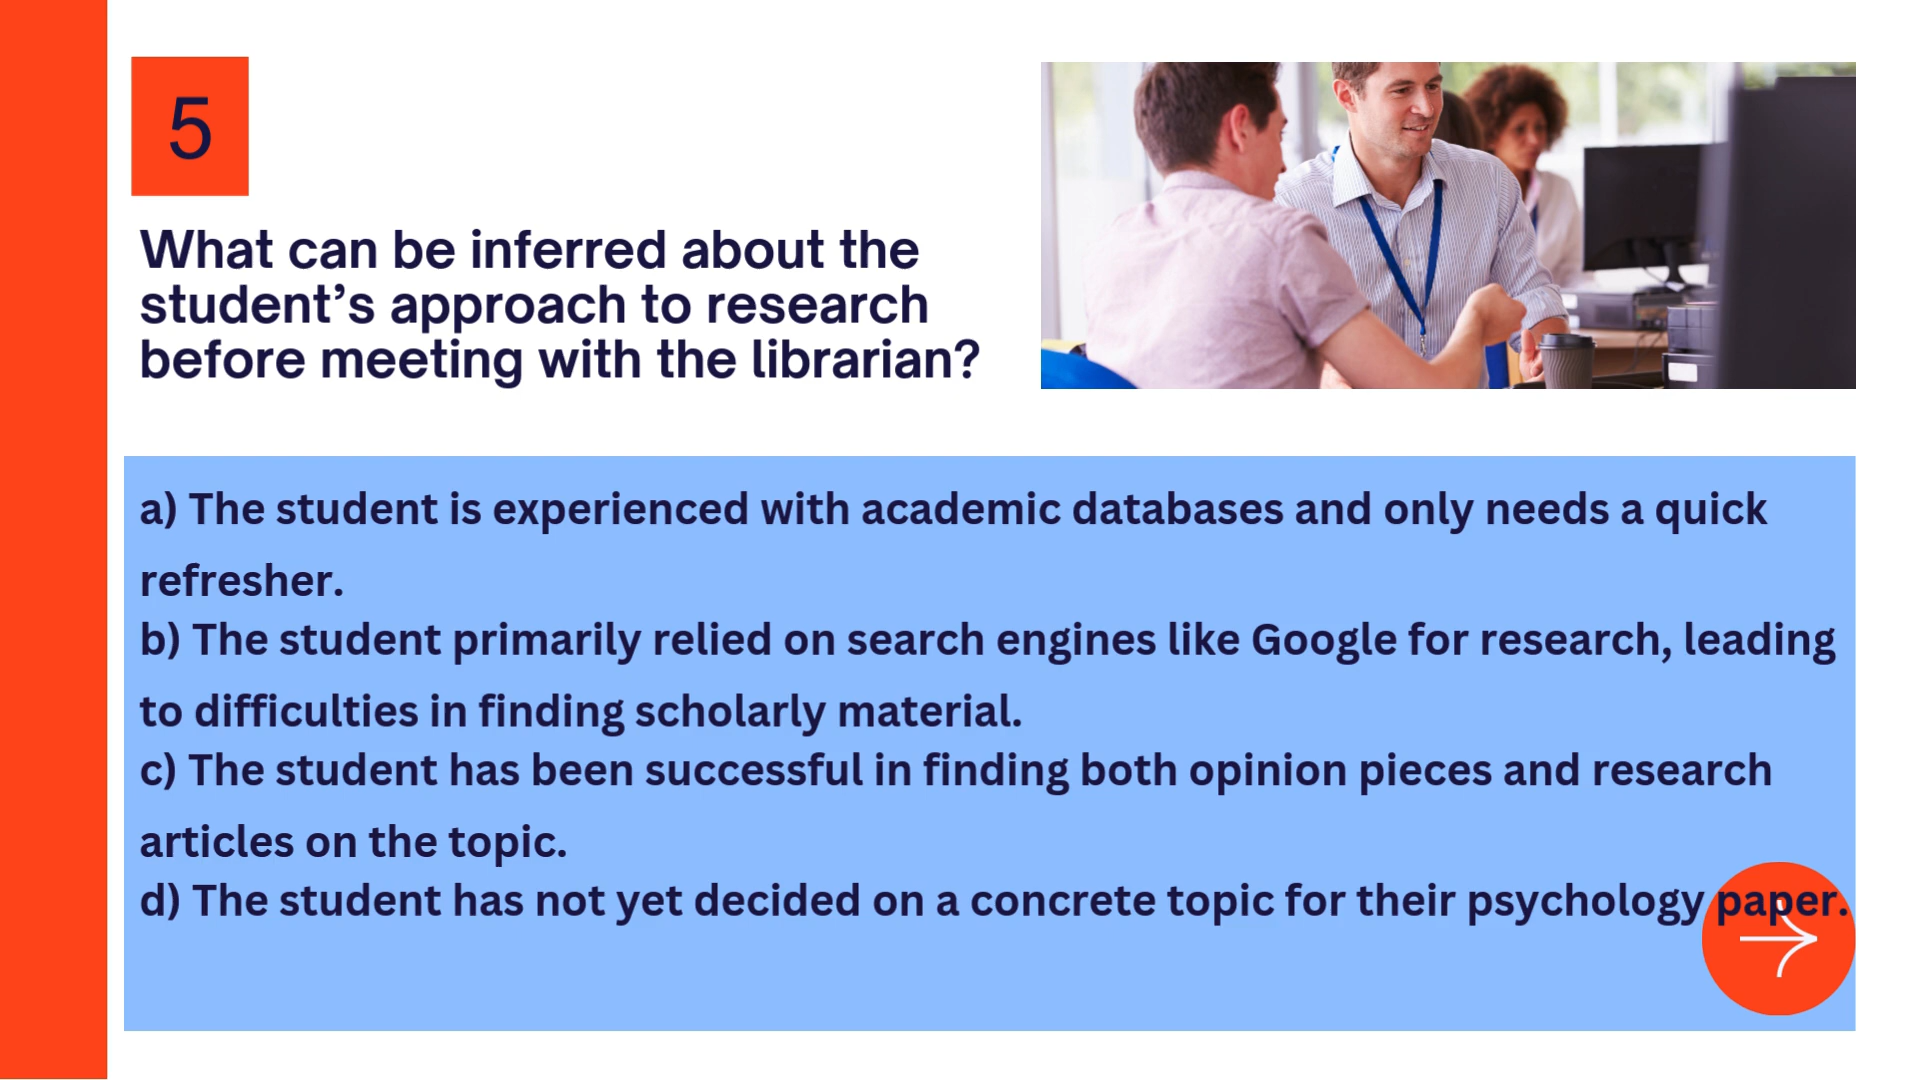 5
What can be inferred about the
student’s approach to research
before meeting with the librarian?
a) The student is experienced with academic databases and only needs a quick
refresher.
b) The student primarily relied on search engines like Google for research, leading
to difficulties in finding scholarly material.
c) The student has been successful in finding both opinion pieces and research
articles on the topic.
d) The student has not yet decided on a concrete topic for their psychology paper.